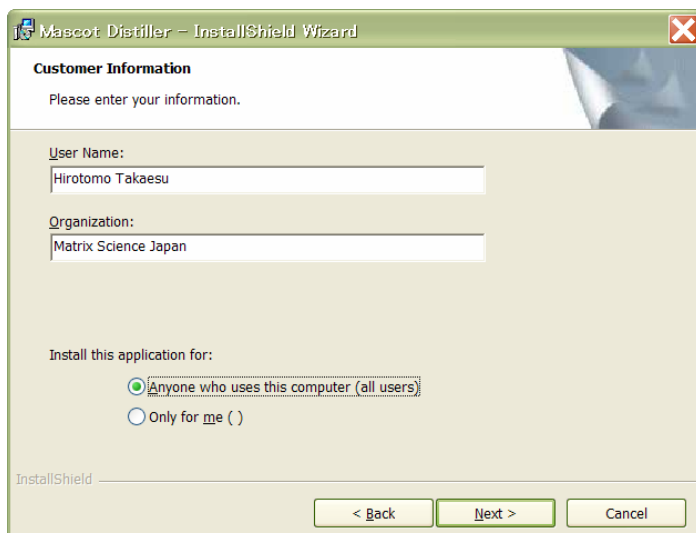 Mascot Distiller - InstallShield Wizard
Customer Information
Please enter your information.
User Name:
Hirotomo Takaesu
Organization:
Matrix Science Japan
Install this application for:
Anyone who uses this computer (all users)
Only for me ( )
InstallShield
< Back
Next >
Cancel